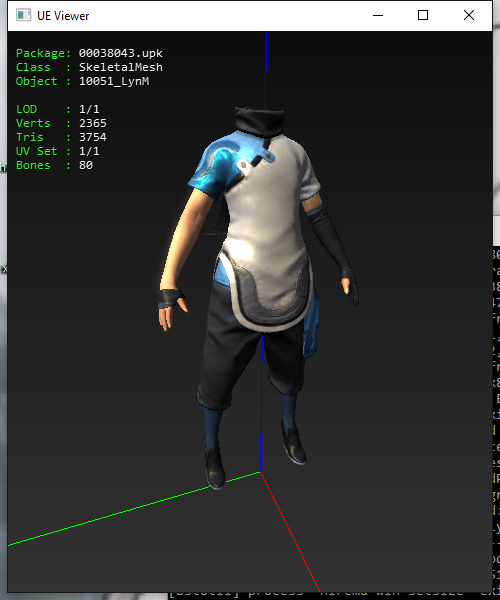 UE Viewer
Package: 00038043.upk
Class : SkeletalMesh
Object : 10051_LynM
LOD : 1/1
Verts : 2365
Tris : 3754
UV Set : 1/1
Bones : 80